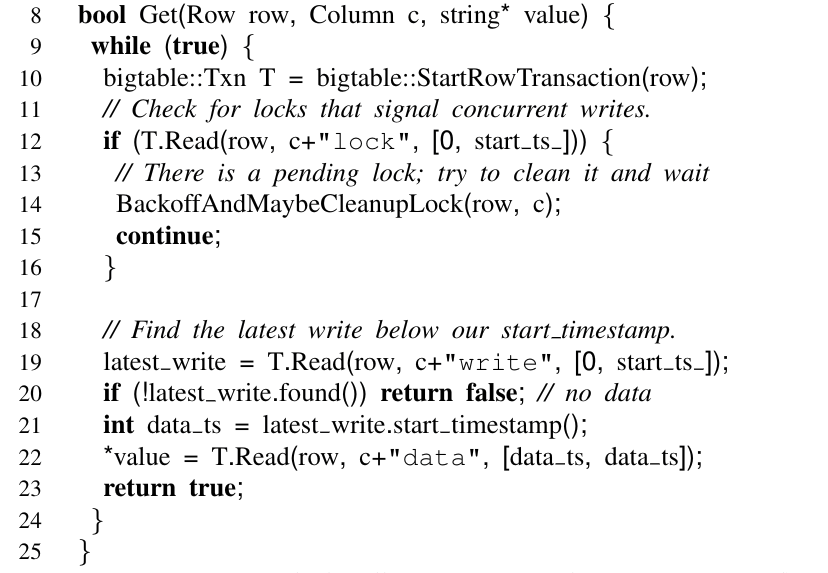 8 bool Get(Row row, Column c, string* value) {
9 while (true) {
10 bigtable::Txn T = bigtable::StartRowTransaction(row);
11 // Check for locks that signal concurrent writes.
12 if (T.Read(row, c+"lock", [0, start_ts_])) {
13 // There is a pending lock; try to clean it and wait
14 BackoffAndMaybeCleanupLock(row, c);
15 continue;
16 }
17
18 // Find the latest write below our start_timestamp.
19 latest_write = T.Read(row, c+"write", [0, start_ts_]);
20 if (!latest_write.found()) return false; // no data
21 int data_ts = latest_write.start_timestamp();
22 *value = T.Read(row, c+"data", [data_ts, data_ts]);
23 return true;
24 }
25 }